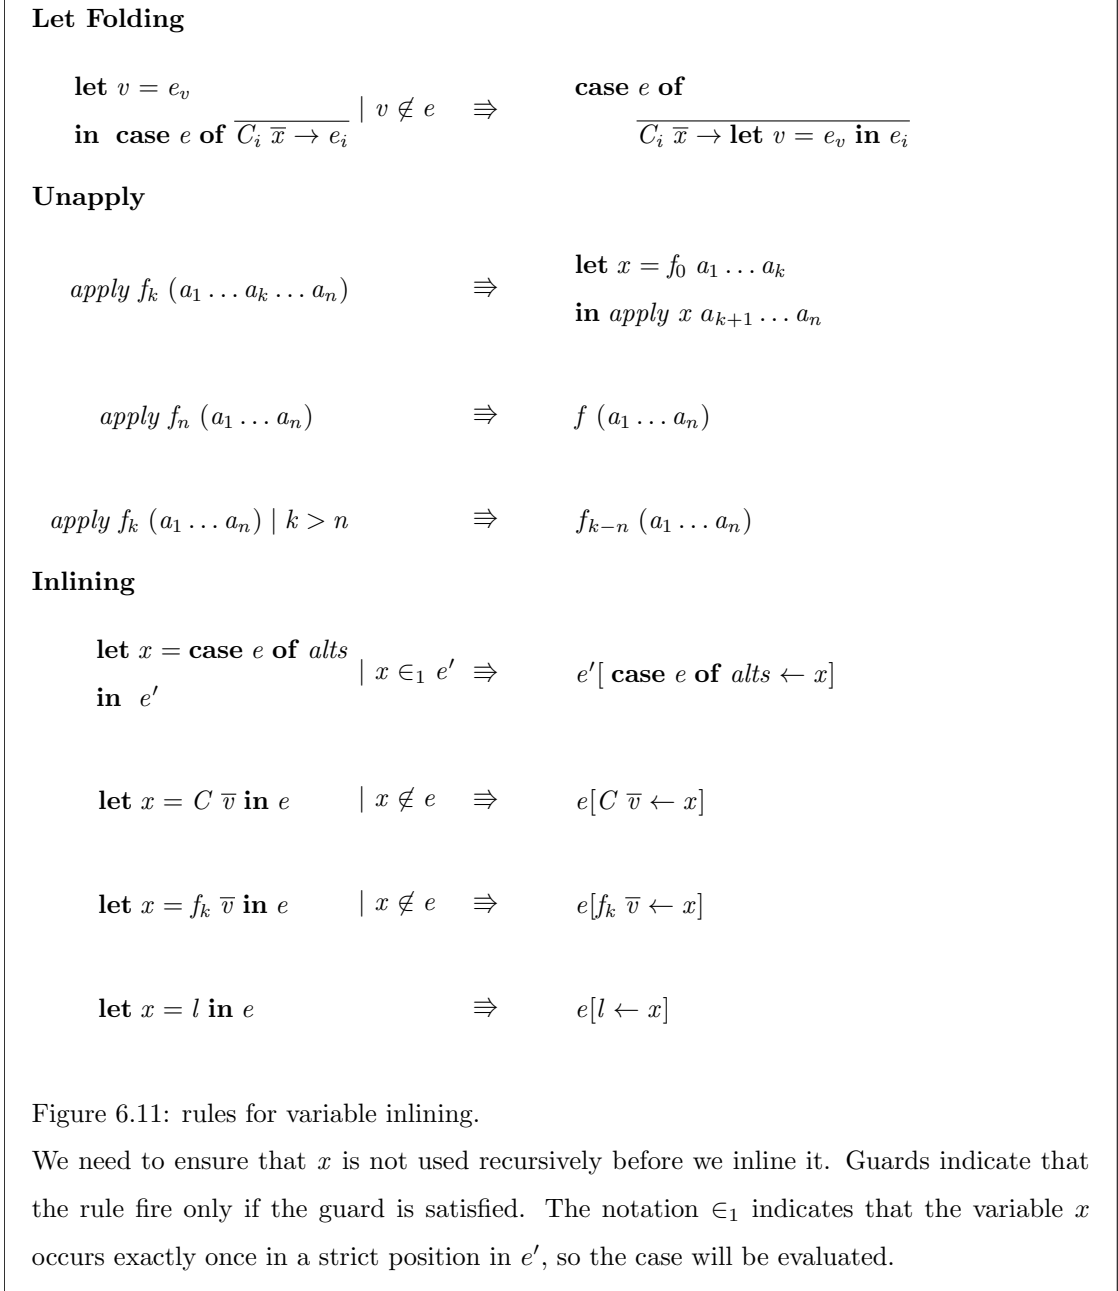 Let Folding
let v = e_v
in case e of \overline{C_i \overline{x} → e_i} | v ∉ e ⇛ case e of
\overline{C_i \overline{x} → let v = e_v in e_i}
Unapply
apply f_k (a_1 … a_k … a_n) ⇛ let x = f_0 a_1 … a_k
in apply x a_{k+1} … a_n
apply f_n (a_1 … a_n) ⇛ f (a_1 … a_n)
apply f_k (a_1 … a_n) | k > n ⇛ f_{k−n} (a_1 … a_n)
Inlining
let x = case e of alts
in e′ | x ∈_1 e′ ⇛ e′[ case e of alts ← x]
let x = C \overline{v} in e | x ∉ e ⇛ e[C \overline{v} ← x]
let x = f_k \overline{v} in e | x ∉ e ⇛ e[f_k \overline{v} ← x]
let x = l in e ⇛ e[l ← x]
Figure 6.11: rules for variable inlining.
We need to ensure that x is not used recursively before we inline it. Guards indicate that
the rule fire only if the guard is satisfied. The notation ∈_1 indicates that the variable x
occurs exactly once in a strict position in e′, so the case will be evaluated.